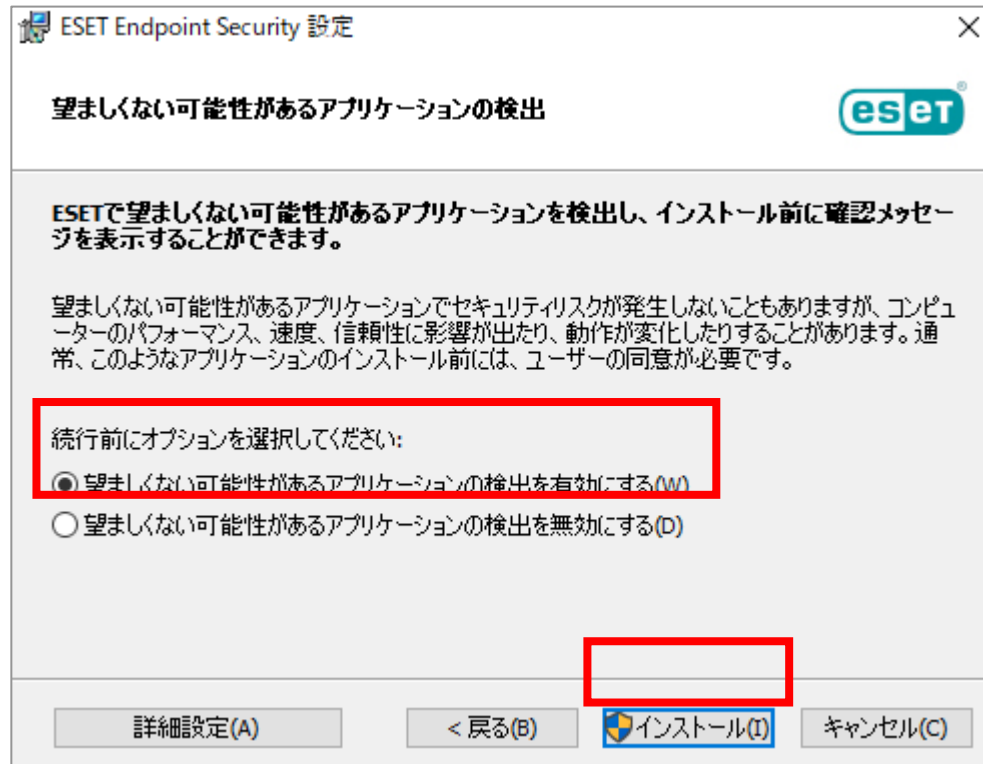 ESET Endpoint Security 設定
望ましくない可能性があるアプリケーションの検出
eset
ESETで望ましくない可能性があるアプリケーションを検出し、インストール前に確認メッセー
ジを表示することができます。
望ましくない可能性があるアプリケーションでセキュリティリスクが発生しないこともありますが、コンピュ
ーターのパフォーマンス、速度、信頼性に影響が出たり、動作が変化したりすることがあります。通
常、このようなアプリケーションのインストール前には、ユーザーの同意が必要です。
続行前にオプションを選択してください:
望ましくない可能性があるアプリケーションの検出を有効にする(W)
望ましくない可能性があるアプリケーションの検出を無効にする(D)
詳細設定(A) < 戻る(B) インストール(I) キャンセル(C)